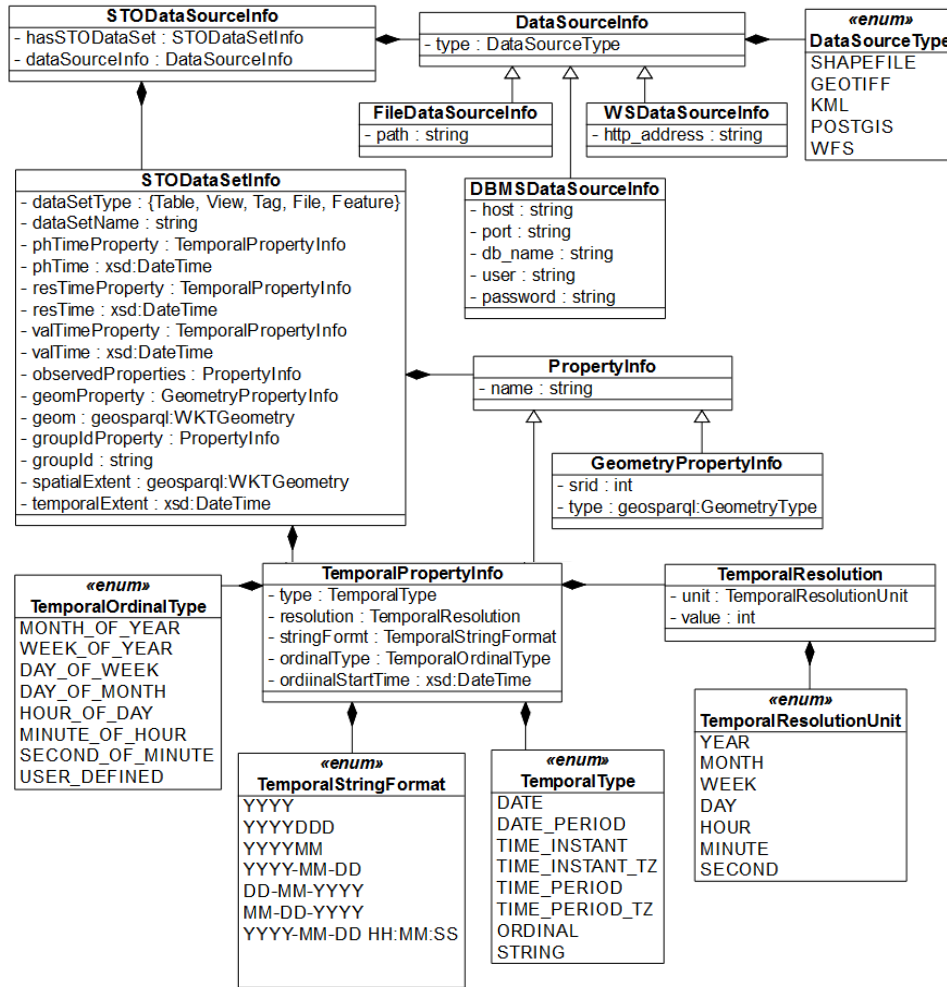 STODataSourceInfo
- hasSTODataSet : STODataSetInfo
- dataSourceInfo : DataSourceInfo
DataSourceInfo
- type : DataSourceType
«enum»
DataSourceType
SHAPEFILE
GEOTIFF
KML
POSTGIS
WFS
FileDataSourceInfo
- path : string
WSDataSourceInfo
- http_address : string
DBMSDataSourceInfo
- host : string
- port : string
- db_name : string
- user : string
- password : string
STODataSetInfo
- dataSetType : {Table, View, Tag, File, Feature}
- dataSetName : string
- phTimeProperty : TemporalPropertyInfo
- phTime : xsd:DateTime
- resTimeProperty : TemporalPropertyInfo
- resTime : xsd:DateTime
- valTimeProperty : TemporalPropertyInfo
- valTime : xsd:DateTime
- observedProperties : PropertyInfo
- geomProperty : GeometryPropertyInfo
- geom : geosparql:WKTGeometry
- groupIdProperty : PropertyInfo
- groupId : string
- spatialExtent : geosparql:WKTGeometry
- temporalExtent : xsd:DateTime
PropertyInfo
- name : string
GeometryPropertyInfo
- srid : int
- type : geosparql:GeometryType
«enum»
TemporalOrdinalType
MONTH_OF_YEAR
WEEK_OF_YEAR
DAY_OF_WEEK
DAY_OF_MONTH
HOUR_OF_DAY
MINUTE_OF_HOUR
SECOND_OF_MINUTE
USER_DEFINED
TemporalPropertyInfo
- type : TemporalType
- resolution : TemporalResolution
- stringFormt : TemporalStringFormat
- ordinalType : TemporalOrdinalType
- ordiinalStartTime : xsd:DateTime
TemporalResolution
- unit : TemporalResolutionUnit
- value : int
«enum»
TemporalStringFormat
YYYY
YYYYDDD
YYYYMM
YYYY-MM-DD
DD-MM-YYYY
MM-DD-YYYY
YYYY-MM-DD HH:MM:SS
«enum»
TemporalType
DATE
DATE_PERIOD
TIME_INSTANT
TIME_INSTANT_TZ
TIME_PERIOD
TIME_PERIOD_TZ
ORDINAL
STRING
«enum»
TemporalResolutionUnit
YEAR
MONTH
WEEK
DAY
HOUR
MINUTE
SECOND